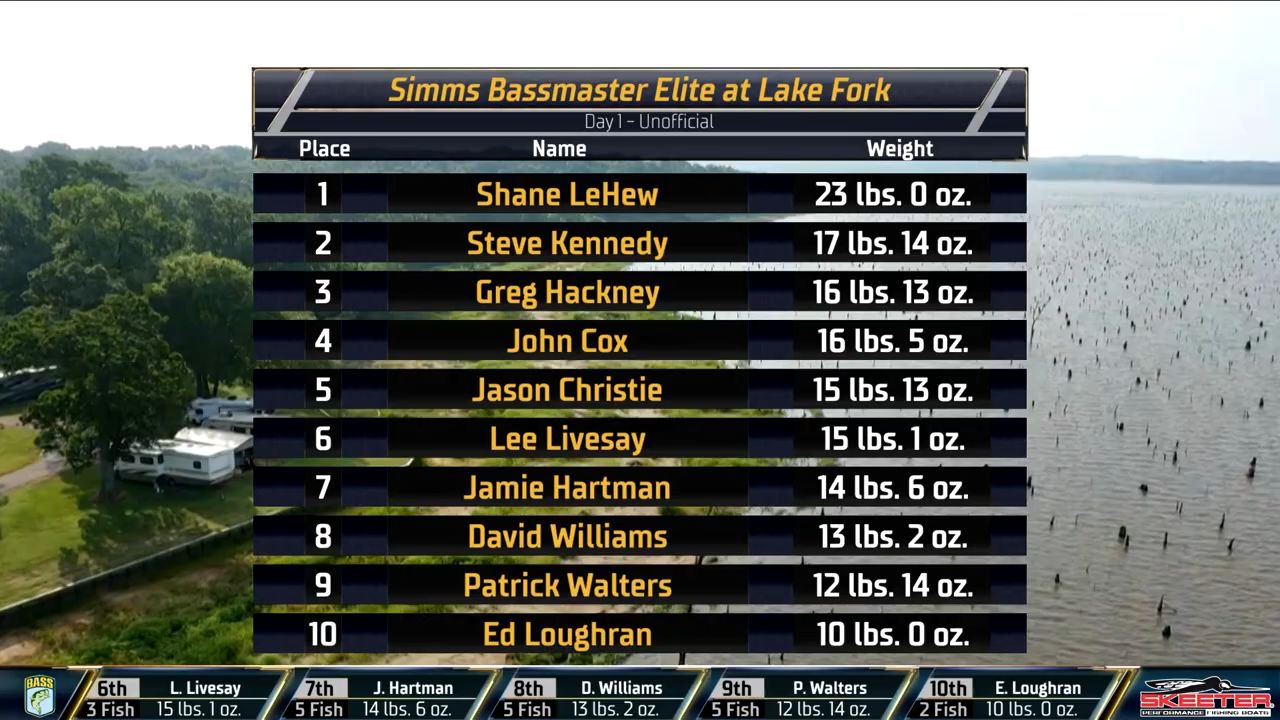 Simms Bassmaster Elite at Lake Fork
Day 1 – Unofficial
Place Name Weight
1 Shane LeHew 23 lbs. 0 oz.
2 Steve Kennedy 17 lbs. 14 oz.
3 Greg Hackney 16 lbs. 13 oz.
4 John Cox 16 lbs. 5 oz.
5 Jason Christie 15 lbs. 13 oz.
6 Lee Livesay 15 lbs. 1 oz.
7 Jamie Hartman 14 lbs. 6 oz.
8 David Williams 13 lbs. 2 oz.
9 Patrick Walters 12 lbs. 14 oz.
10 Ed Loughran 10 lbs. 0 oz.
BASS
6th L. Livesay
3 Fish 15 lbs. 1 oz.
7th J. Hartman
5 Fish 14 lbs. 6 oz.
8th D. Williams
5 Fish 13 lbs. 2 oz.
9th P. Walters
5 Fish 12 lbs. 14 oz.
10th E. Loughran
2 Fish 10 lbs. 0 oz.
SKEETER
PERFORMANCE FISHING BOATS